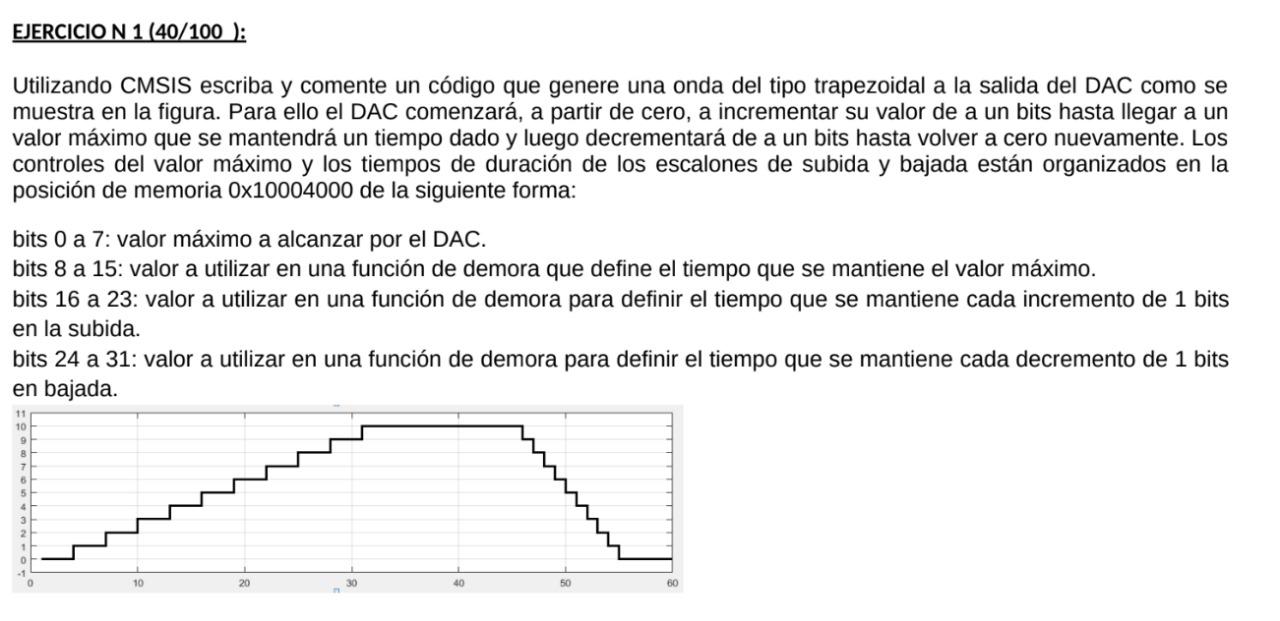 EJERCICIO N 1 (40/100 ):
Utilizando CMSIS escriba y comente un código que genere una onda del tipo trapezoidal a la salida del DAC como se
muestra en la figura. Para ello el DAC comenzará, a partir de cero, a incrementar su valor de a un bits hasta llegar a un
valor máximo que se mantendrá un tiempo dado y luego decrementará de a un bits hasta volver a cero nuevamente. Los
controles del valor máximo y los tiempos de duración de los escalones de subida y bajada están organizados en la
posición de memoria 0x10004000 de la siguiente forma:
bits 0 a 7: valor máximo a alcanzar por el DAC.
bits 8 a 15: valor a utilizar en una función de demora que define el tiempo que se mantiene el valor máximo.
bits 16 a 23: valor a utilizar en una función de demora para definir el tiempo que se mantiene cada incremento de 1 bits
en la subida.
bits 24 a 31: valor a utilizar en una función de demora para definir el tiempo que se mantiene cada decremento de 1 bits
en bajada.
11
10
9
8
7
6
5
4
3
2
1
0
-1
0 10 20 30 40 50 60